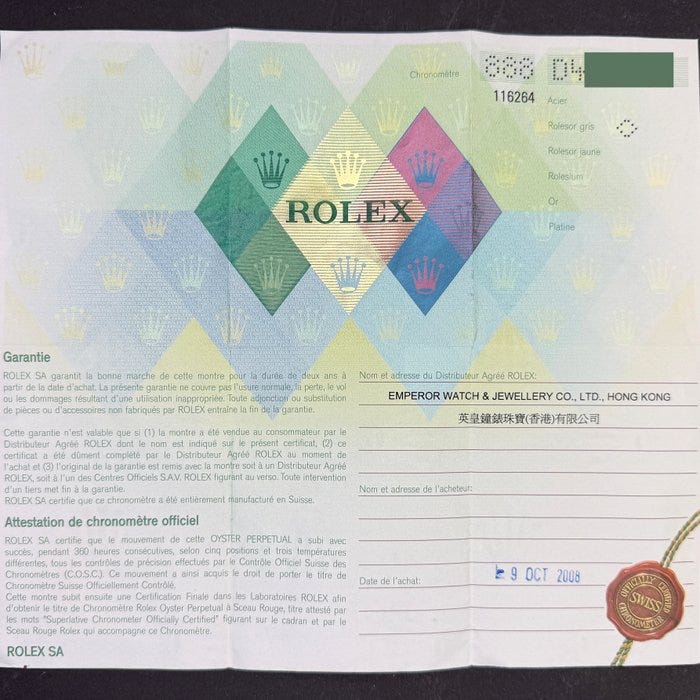 Chronomètre 888 D4
116264
Acier
Rolesor gris
Rolesor jaune
Rolesium
Or
Platine
ROLEX
Garantie
ROLEX SA garantit la bonne marche de cette montre pour la durée de deux ans à
partir de la date d'achat. La présente garantie ne couvre pas l'usure normale, la perte, le vol
ou les dommages résultant d'une utilisation inappropriée. Toute adjonction ou substitution
de pièces ou d'accessoires non fabriqués par ROLEX entraîne la fin de la garantie.
Cette garantie n'est valable que si (1) la montre a été vendue au consommateur par le
Distributeur Agréé ROLEX dont le nom est indiqué sur le présent certificat, (2) ce
certificat a été dûment complété par le Distributeur Agréé ROLEX au moment de
l'achat et (3) l'original de la garantie est remis avec la montre soit à un Distributeur Agréé
ROLEX, soit à l'un des Centres Officiels S.A.V. ROLEX figurant au verso. Toute intervention
d'un tiers met fin à la garantie.
ROLEX SA certifie que ce chronomètre a été entièrement manufacturé en Suisse.
Attestation de chronomètre officiel
ROLEX SA certifie que le mouvement de cette OYSTER PERPETUAL a subi avec
succès, pendant 360 heures consécutives, selon cinq positions et trois températures
différentes, tous les contrôles de précision effectués par le Contrôle Officiel Suisse des
Chronomètres (C.O.S.C.). Ce mouvement a ainsi acquis le droit de porter le titre de
Chronomètre Suisse Officiellement Contrôlé.
Cette montre subit ensuite une Certification Finale dans les Laboratoires ROLEX afin
d'obtenir le titre de Chronomètre Rolex Oyster Perpetual à Sceau Rouge, titre attesté par
les mots "Superlative Chronometer Officially Certified" figurant sur le cadran et par le
Sceau Rouge Rolex qui accompagne ce Chronomètre.
ROLEX SA
Nom et adresse du Distributeur Agréé ROLEX:
EMPEROR WATCH & JEWELLERY CO., LTD., HONG KONG
英皇鐘錶珠寶(香港)有限公司
Nom et adresse de l'acheteur:
Date de l'achat: 9 OCT 2008
OFFICIALLY CERTIFIED
SWISS
CHRONOMETER